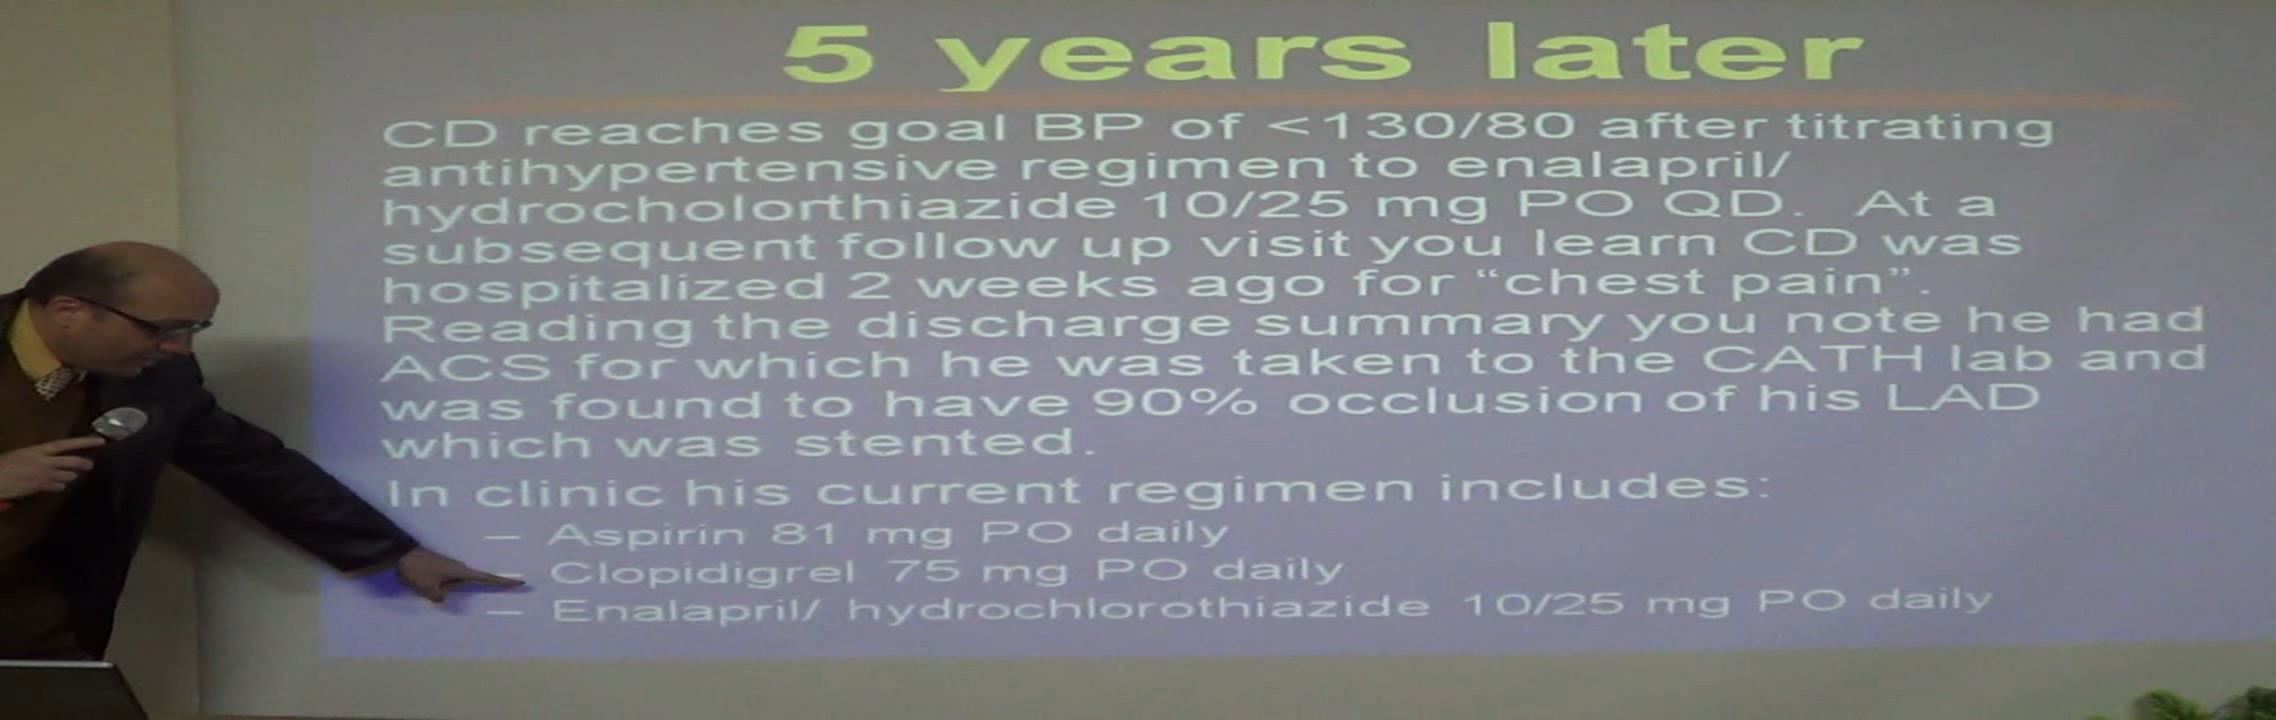 5 years later
CD reaches goal BP of <130/80 after titrating
antihypertensive regimen to enalapril/
hydrocholorthiazide 10/25 mg PO QD. At a
subsequent follow up visit you learn CD was
hospitalized 2 weeks ago for “chest pain”.
Reading the discharge summary you note he had
ACS for which he was taken to the CATH lab and
was found to have 90% occlusion of his LAD
which was stented.
In clinic his current regimen includes:
– Aspirin 81 mg PO daily
– Clopidigrel 75 mg PO daily
– Enalapril/ hydrochlorothiazide 10/25 mg PO daily